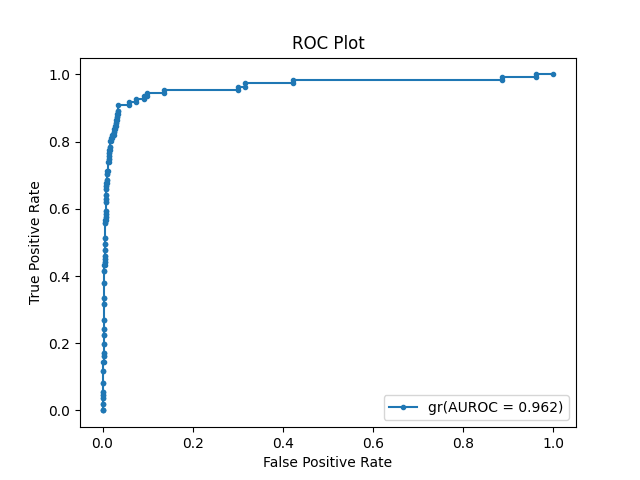 ROC Plot
True Positive Rate
1.0
0.8
0.6
0.4
0.2
0.0
gr(AUROC = 0.962)
0.0 0.2 0.4 0.6 0.8 1.0
False Positive Rate